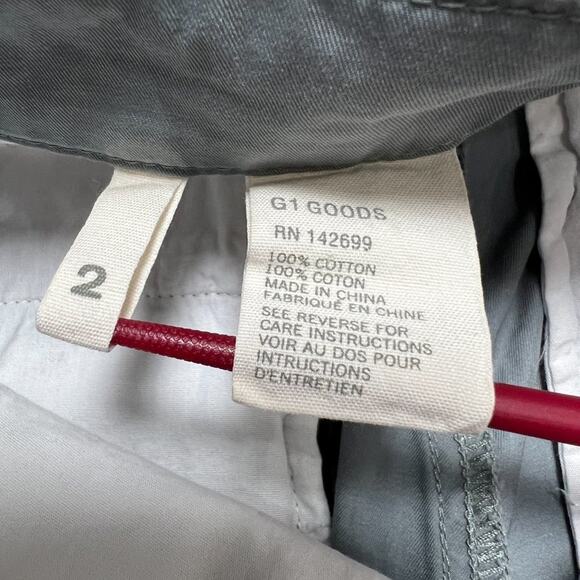 2
G1 GOODS
RN 142699
100% COTTON
100% COTON
MADE IN CHINA
FABRIQUÉ EN CHINE
SEE REVERSE FOR
CARE INSTRUCTIONS
VOIR AU DOS POUR
INTRUCTIONS
D'ENTRETIEN